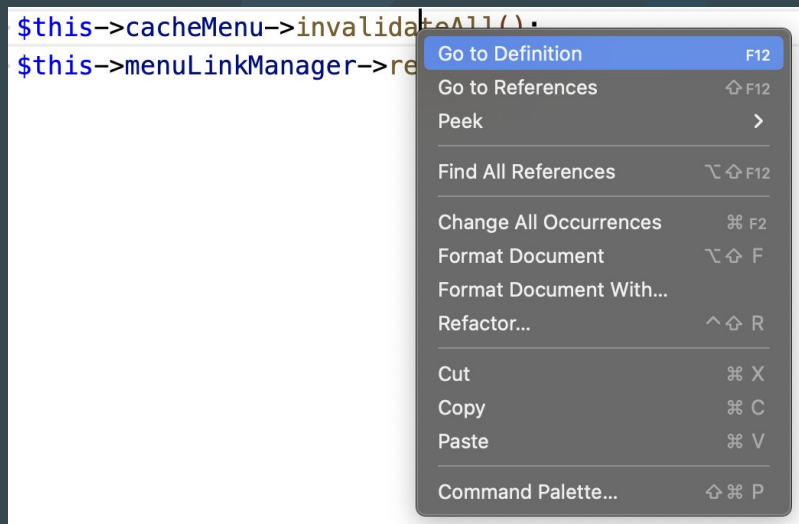 $this->cacheMenu->invalidateAll();
$this->menuLinkManager->re
Go to Definition F12
Go to References ⇧ F12
Peek >
Find All References ⌥⇧ F12
Change All Occurrences ⌘ F2
Format Document ⌥⇧ F
Format Document With...
Refactor... ^⇧ R
Cut ⌘ X
Copy ⌘ C
Paste ⌘ V
Command Palette... ⇧⌘ P